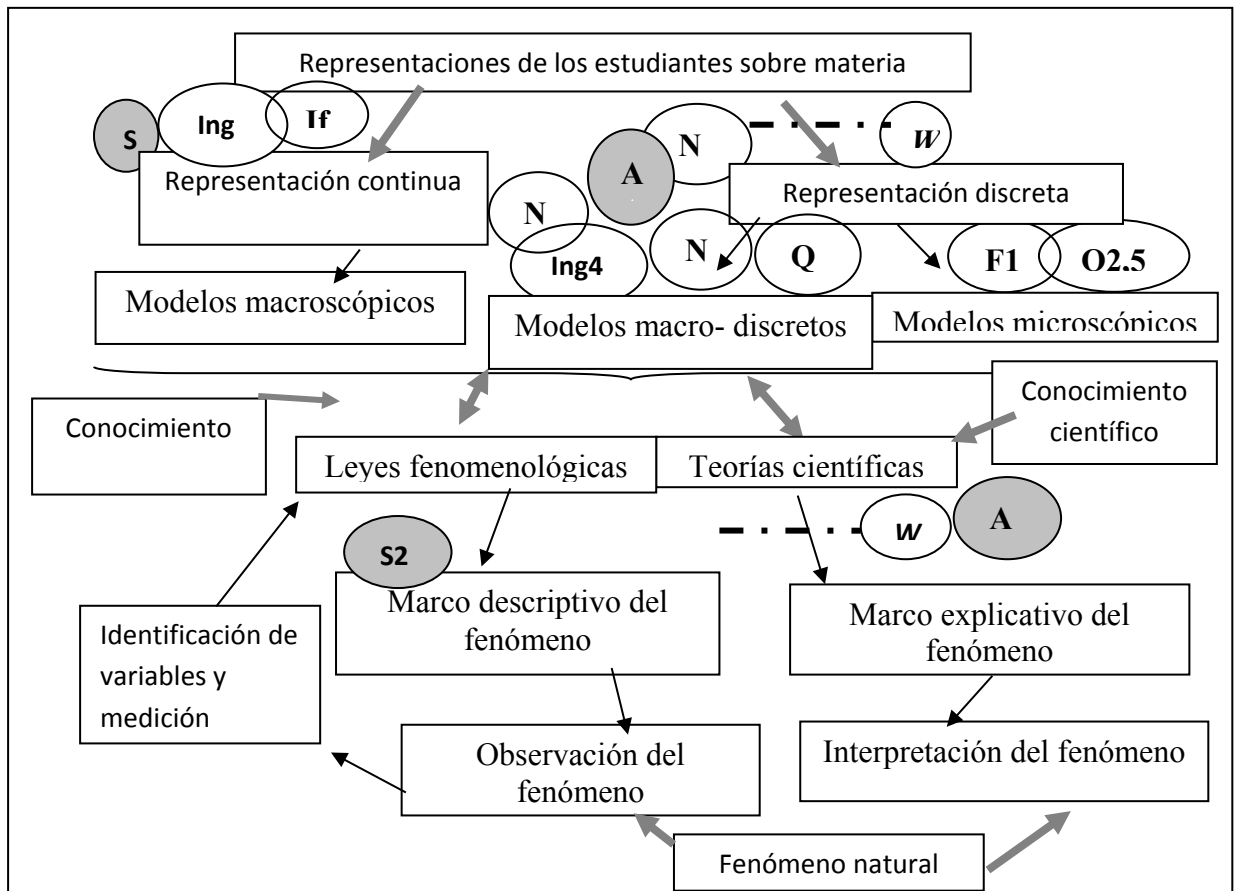 Representaciones de los estudiantes sobre materia
S
Ing
If
A
N
W
Representación continua
Representación discreta
N
Ing4
N
Q
F1
O2.5
Modelos macroscópicos
Modelos macro- discretos
Modelos microscópicos
Conocimiento
Conocimiento
científico
Leyes fenomenológicas
Teorías científicas
W
A
S2
Marco descriptivo del
fenómeno
Marco explicativo del
fenómeno
Identificación de
variables y
medición
Observación del
fenómeno
Interpretación del fenómeno
Fenómeno natural